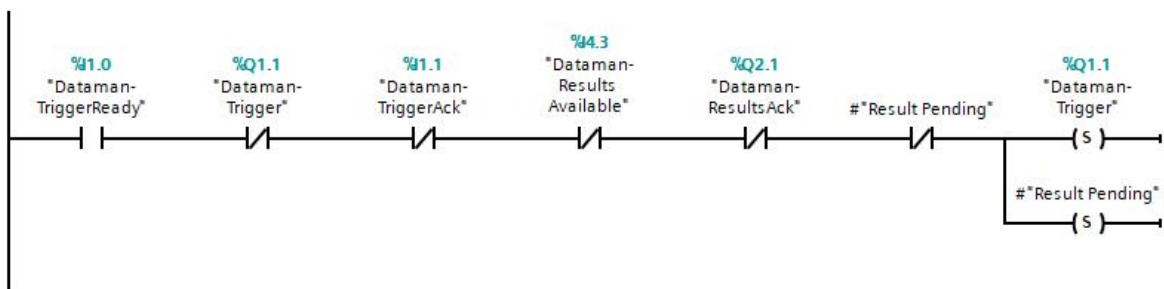 %I1.0
"Dataman-
TriggerReady"
%Q1.1
"Dataman-
Trigger"
%I1.1
"Dataman-
TriggerAck"
%I4.3
"Dataman-
Results
Available"
%Q2.1
"Dataman-
ResultsAck"
#"Result Pending"
%Q1.1
"Dataman-
Trigger"
S
#"Result Pending"
S